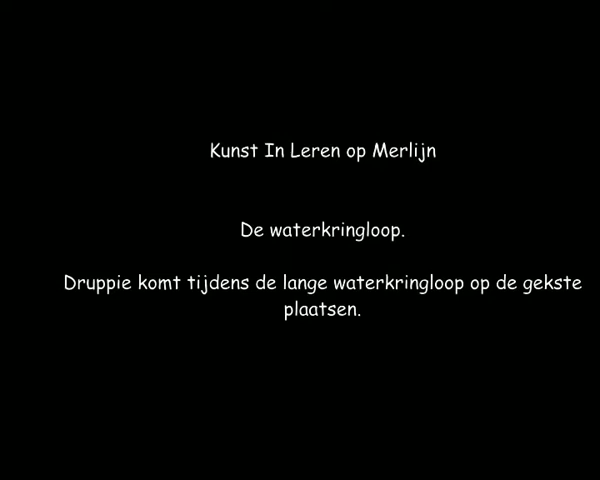 Kunst In Leren op Merlijn
De waterkringloop.
Druppie komt tijdens de lange waterkringloop op de gekste
plaatsen.